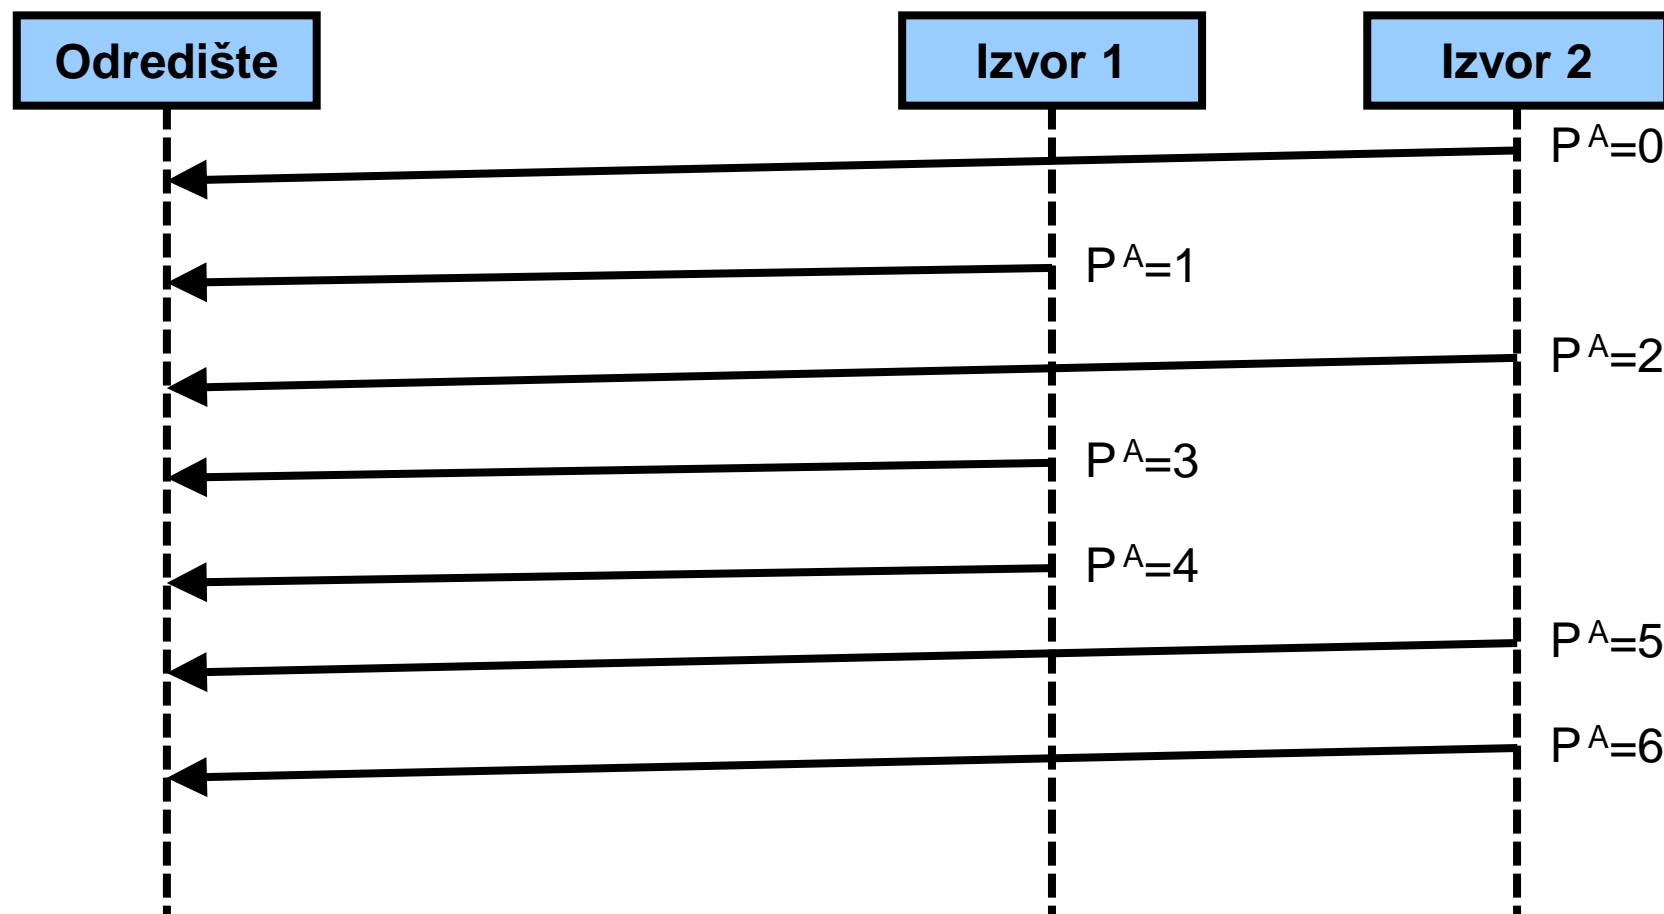 Odredište
Izvor 1
Izvor 2
P A=0
P A=1
P A=2
P A=3
P A=4
P A=5
P A=6